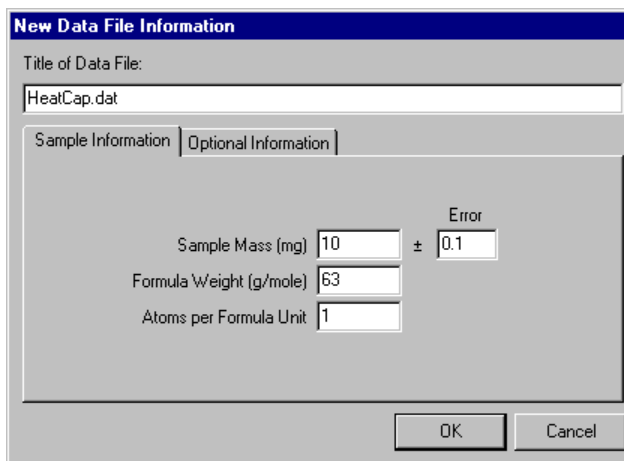 New Data File Information
Title of Data File:
HeatCap.dat
Sample Information Optional Information
Error
Sample Mass (mg) 10 ± 0.1
Formula Weight (g/mole) 63
Atoms per Formula Unit 1
OK Cancel